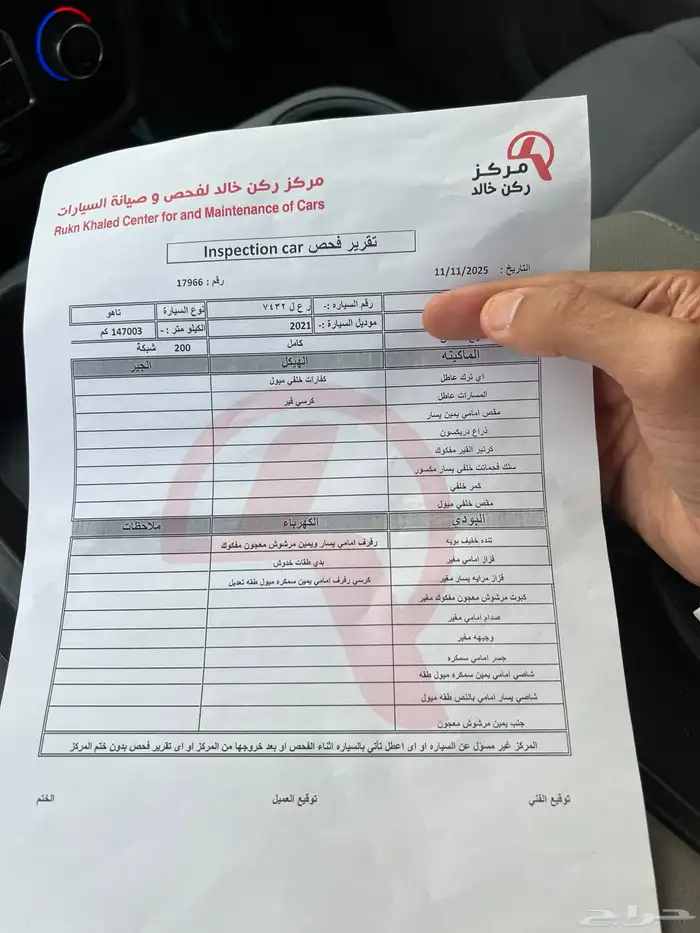 مركز ركن خالد لفحص و صيانة السيارات
Rukn Khaled Center for and Maintenance of Cars
مركز
ركن خالد
تقرير فحص Inspection car
التاريخ : 11/11/2025
رقم : 17966
رقم السياره :- ر ع ل ٧٤٣٢ نوع السيارة تاهو
موديل السيارة :- 2021 الكيلو متر :- 147003 كم
كامل 200 شبكة
الماكينه الهيكل الجير
اي ترك عاطل كفارات خلفي ميول
المسارات عاطل كرسي قير
مقص امامي يمين يسار
ذراع دريكسون
كرتير القير مفكوك
سلك فحمات خلفي يسار مكسور
كمر خلفي
مقص خلفي ميول
البودي الكهرباء ملاحظات
تنده خفيف بويه رفرف امامي يسار ويمين مرشوش معجون مفكوك
قزاز امامي مغير بدي طقات خدوش
قزاز مرايه يسار مغير كرسي رفرف امامي يمين سمكره ميول طقه تعديل
كبوت مرشوش معجون مفكوك مغير
صدام امامي مغير
وجيهه مغير
جسر امامي سمكره
شاصي امامي يمين سمكره ميول طقه
شاصي يسار امامي بالنص طقه ميول
جنب يمين مرشوش معجون
المركز غير مسؤل عن السياره او اى اعطل تأتي بالسياره اثناء الفحص او بعد خروجها من المركز او اى تقرير فحص بدون ختم المركز
توقيع الفني توقيع العميل الختم
حراج